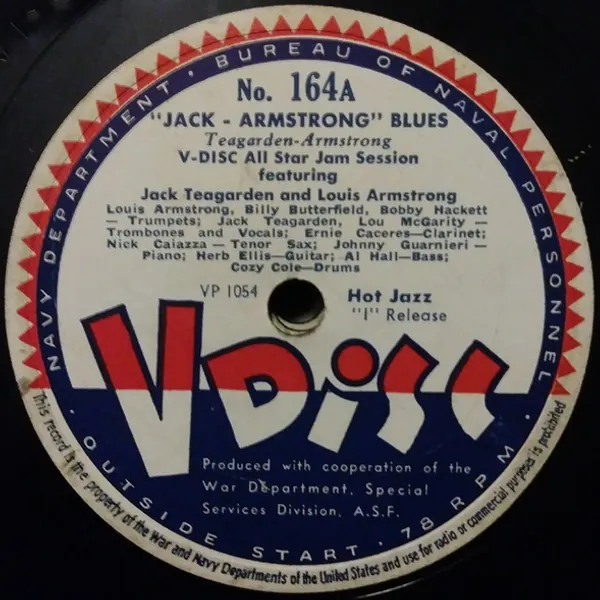 NAVY DEPARTMENT · BUREAU OF NAVAL PERSONNEL
No. 164A
"JACK - ARMSTRONG" BLUES
Teagarden-Armstrong
V-DISC All Star Jam Session
featuring
Jack Teagarden and Louis Armstrong
Louis Armstrong, Billy Butterfield, Bobby Hackett
— Trumpets; Jack Teagarden, Lou McGarity —
Trombones and Vocals; Ernie Caceres—Clarinet;
Nick Caiazza — Tenor Sax; Johnny Guarnieri —
Piano; Herb Ellis—Guitar; Al Hall—Bass;
Cozy Cole—Drums
VP 1054
Hot Jazz
"I" Release
V DiSC
Produced with cooperation of the
War Department, Special
Services Division, A.S.F.
· OUTSIDE START · 78 RPM ·
This record is the property of the War and Navy Departments of the United States and use for radio or commercial purposes is prohibited